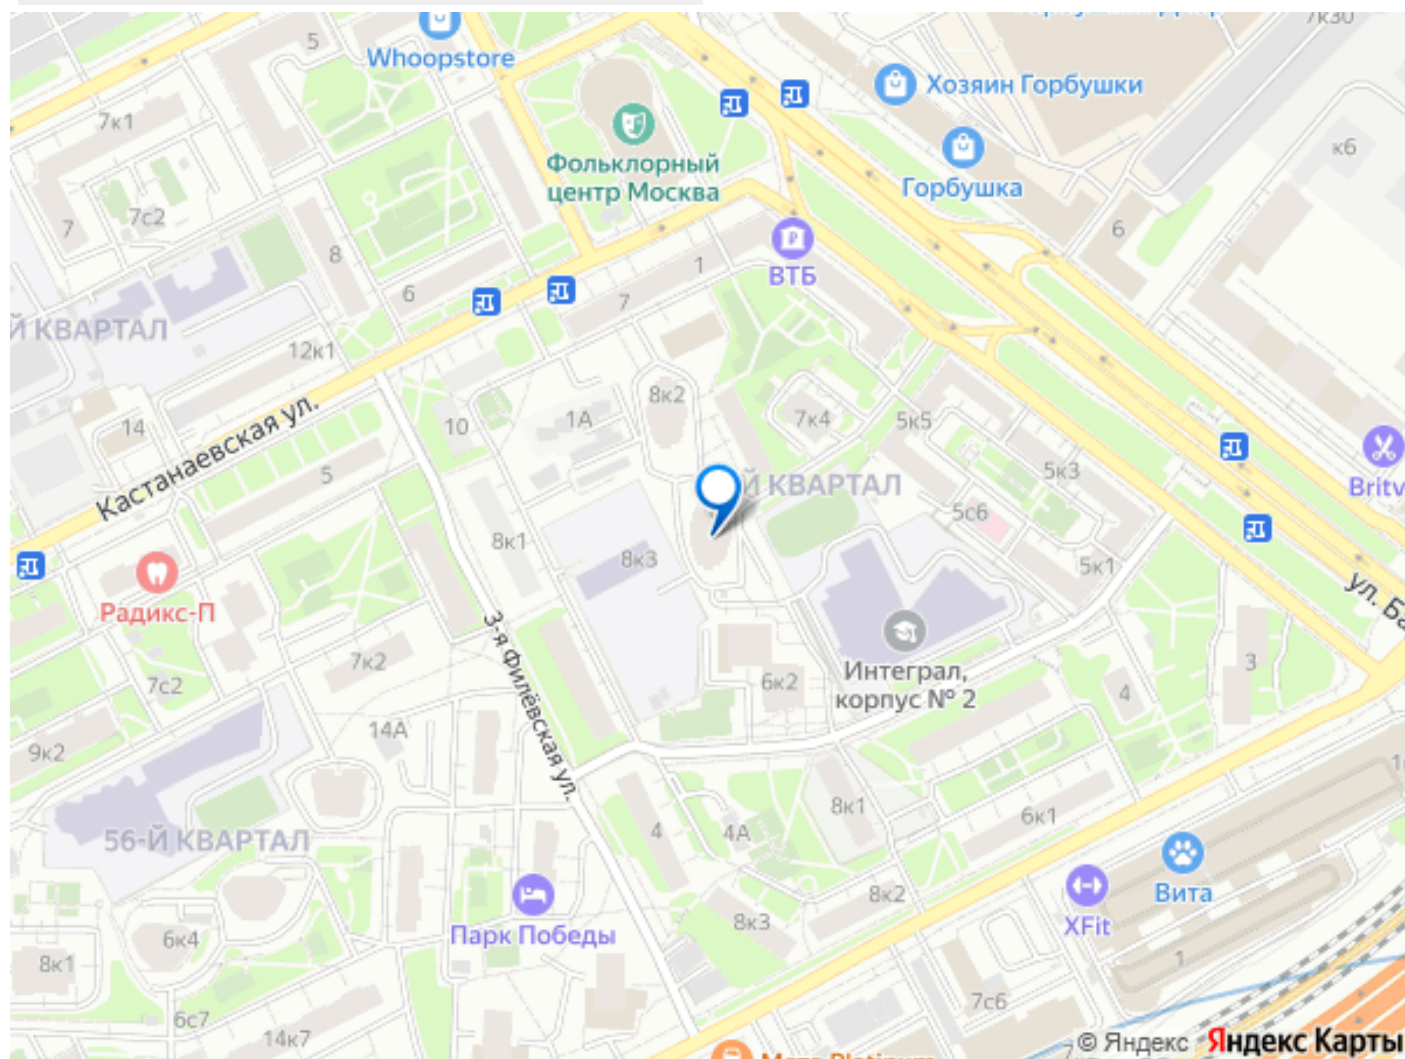 7к30
5
Whoopstore
Хозяин Горбушки
7к1
к6
Фольклорный
центр Москва
Горбушка
7с2
7
6
8
1
ВТБ
6
7
Й КВАРТАЛ
12к1
8к2
14
10
1А
7к4
5к5
Кастанаевская ул.
5
5к3
Й КВАРТАЛ
Britv
5с6
8к1
8к3
5к1
Радикс-П
ул. Ба
3-я Филёвская ул.
7к2
Интеграл,
корпус № 2
3
7с2
6к2
4
14А
9к2
1
8к1
6к1
56-Й КВАРТАЛ
4
4А
Вита
8к2
XFit
8к3
Парк Победы
6к4
8к1
1
7с6
6с7
14к7
© Яндекс Яндекс Карты